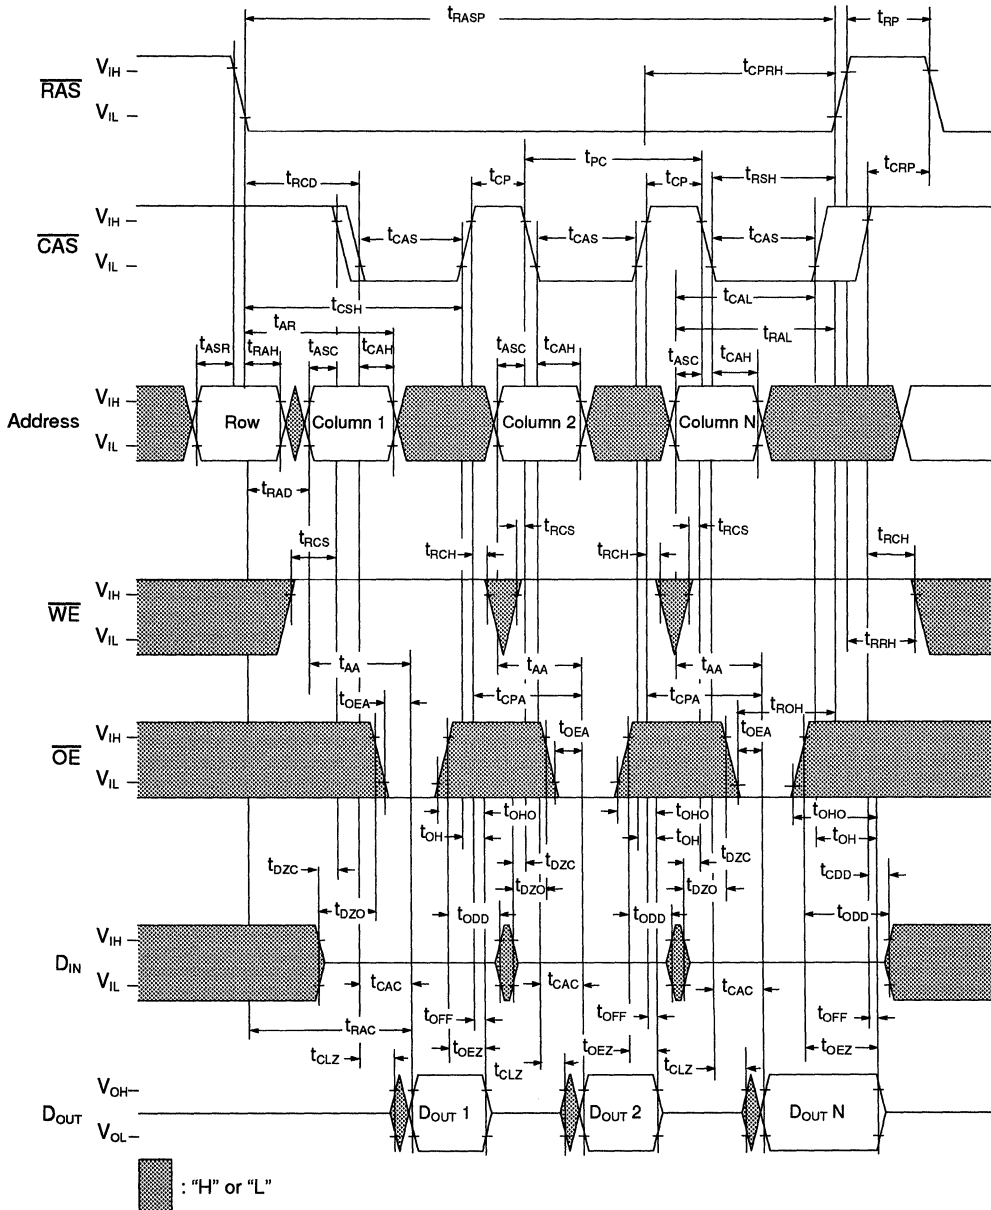 tRASP tRP
VIH
RAS
tCPRH
VIL
tPC
tRCD tCP tCP tRSH tCRP
VIH
CAS
tCAS tCAS tCAS
VIL
tCSH tCAL
tAR tRAL
tASR tRAH tASC tCAH tASC tCAH tASC tCAH
VIH
Address Row Column 1 Column 2 Column N
VIL
tRAD
tRCS tRCS
tRCS tRCH tRCH tRCH
VIH
WE
VIL
tRRH
tAA tAA tAA
tOEA tCPA tCPA tROH
VIH
tOEA tOEA
OE
VIL
tOHO tOHO tOHO
tOH tOH tOH
tDZC tDZC tDZC tCDD
tDZO tDZO tDZO
tODD tODD tODD
VIH
DIN
VIL
tCAC tCAC tCAC
tRAC tOFF tOFF tOFF
tOEZ tOEZ tOEZ
tCLZ tCLZ tCLZ
VOH
DOUT DOUT 1 DOUT 2 DOUT N
VOL
: “H” or “L”